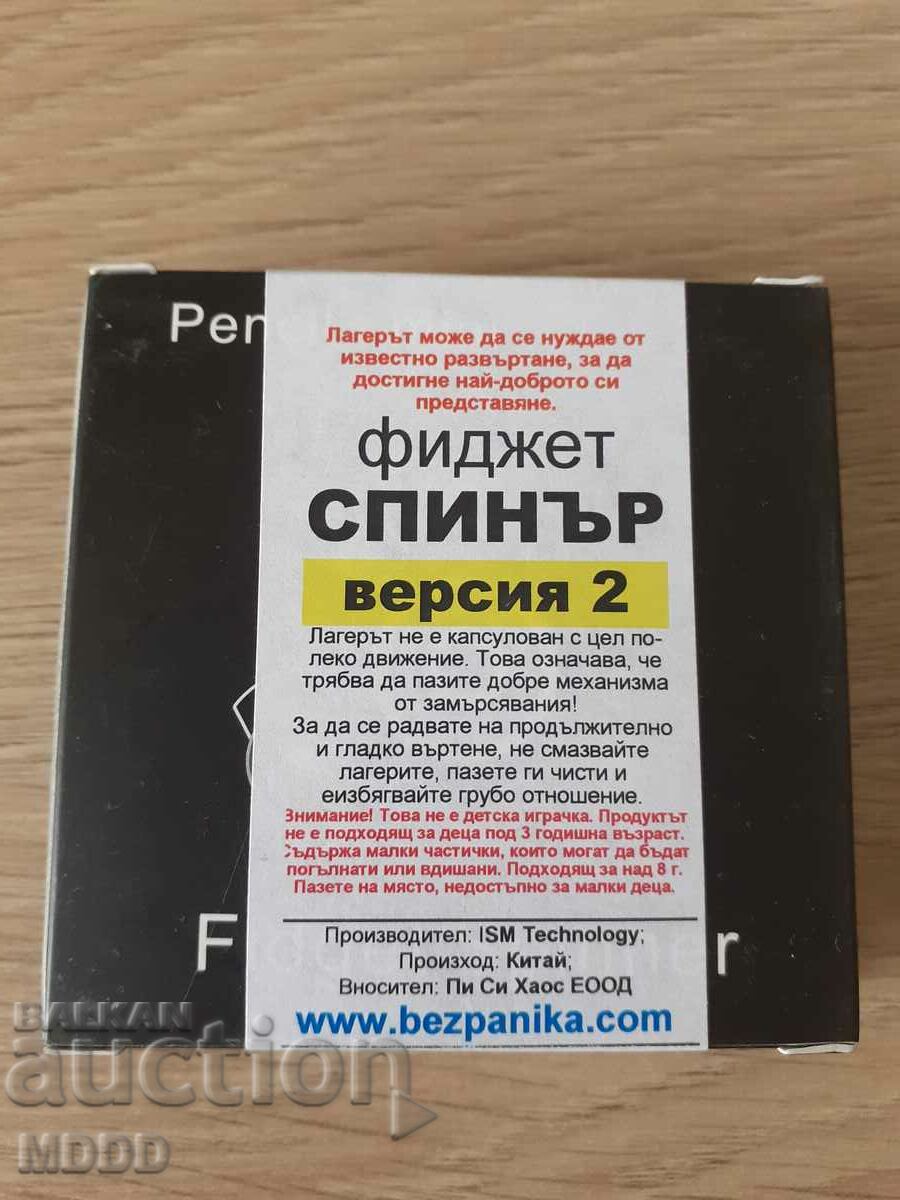 Per
Лагерът може да се нуждае от
известно развъртане, за да
достигне най-доброто си
представяне.
фиджет
СПИНЪР
версия 2
Лагерът не е капсулован с цел по-
леко движение. Това означава, че
трябва да пазите добре механизма
от замърсявания!
За да се радвате на продължително
и гладко въртене, не смазвайте
лагерите, пазете ги чисти и
еизбягвайте грубо отношение.
Внимание! Това не е детска играчка. Продуктът
не е подходящ за деца под 3 годишна възраст.
Съдържа малки частички, които могат да бъдат
погълнати или вдишани. Подходящ за над 8 г.
Пазете на място, недостъпно за малки деца.
F r
Производител: ISM Technology;
Произход: Китай;
Вносител: Пи Си Хаос ЕООД
www.bezpanika.com
BALKAN
auction
MDDD